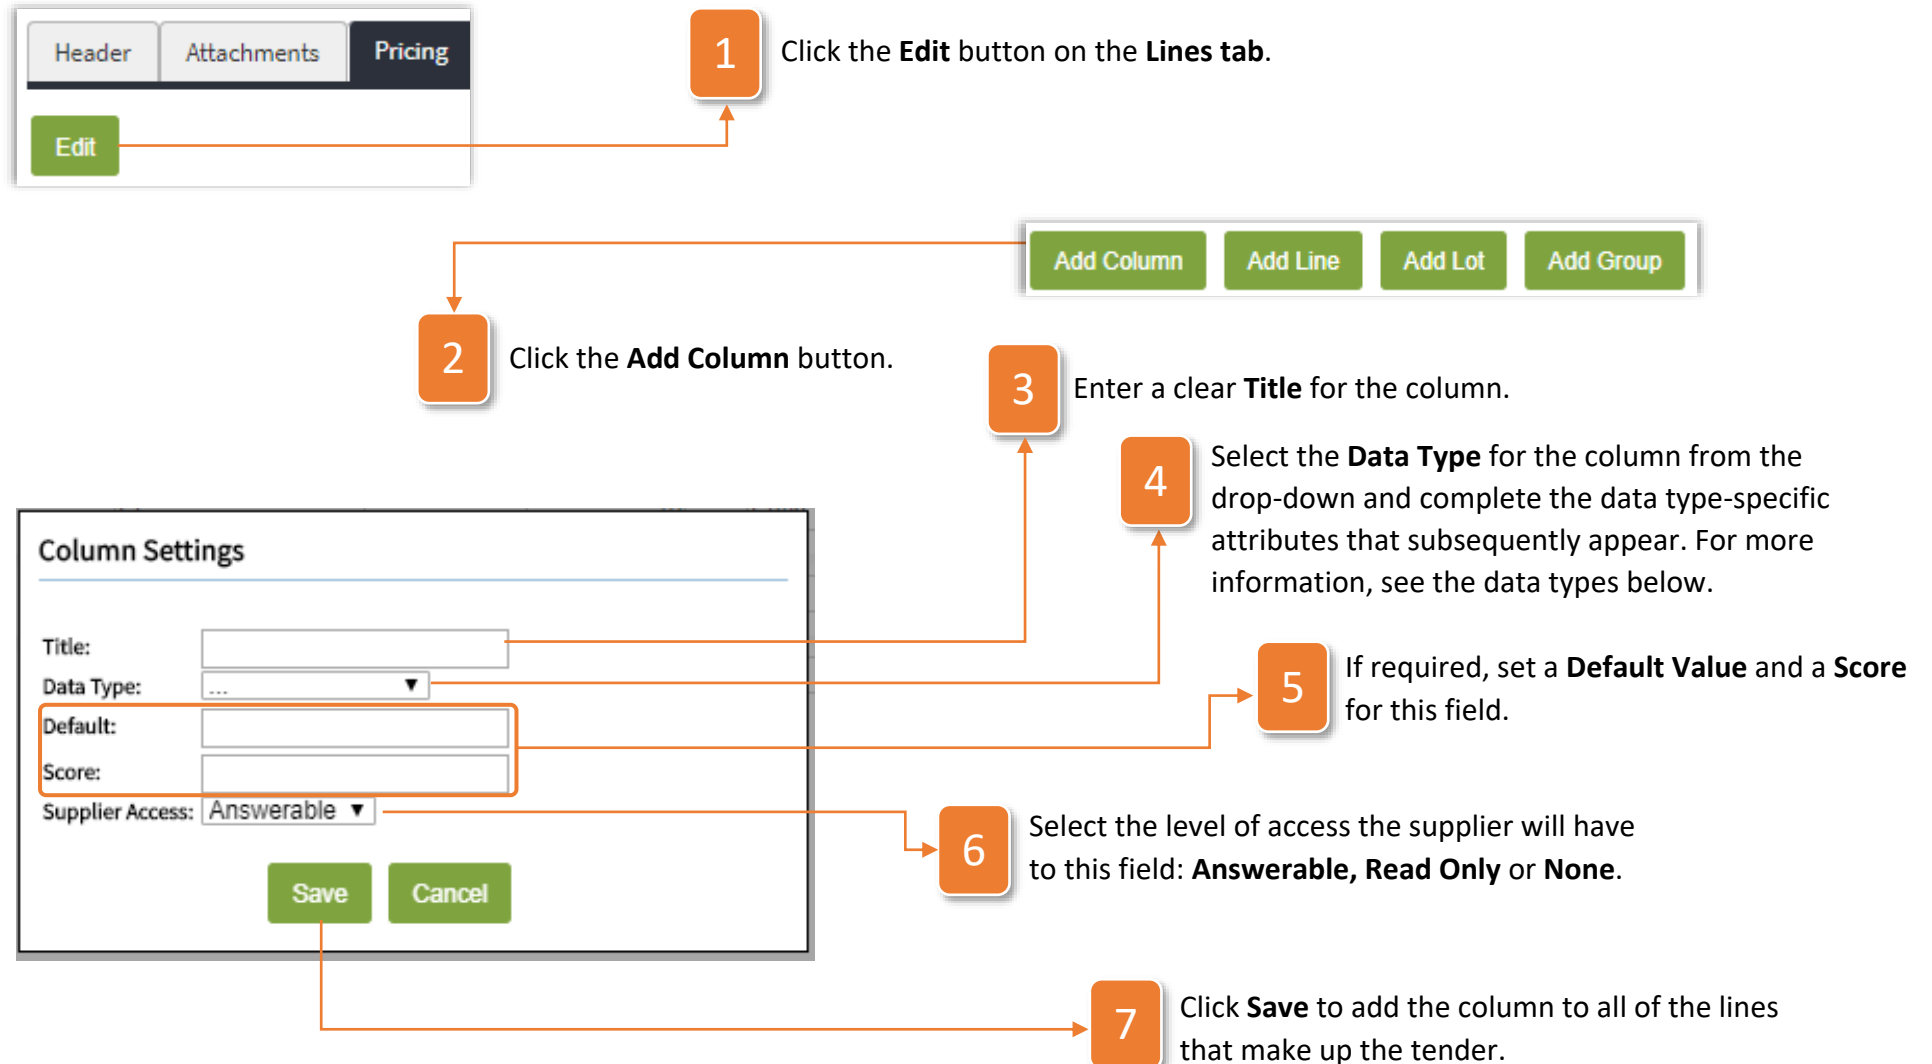 Header Attachments Pricing
Edit
1
Click the Edit button on the Lines tab.
Add Column Add Line Add Lot Add Group
2
Click the Add Column button.
3
Enter a clear Title for the column.
4
Select the Data Type for the column from the
drop-down and complete the data type-specific
attributes that subsequently appear. For more
information, see the data types below.
Column Settings
Title:
Data Type: ...
Default:
Score:
Supplier Access: Answerable
Save Cancel
5
If required, set a Default Value and a Score
for this field.
6
Select the level of access the supplier will have
to this field: Answerable, Read Only or None.
7
Click Save to add the column to all of the lines
that make up the tender.